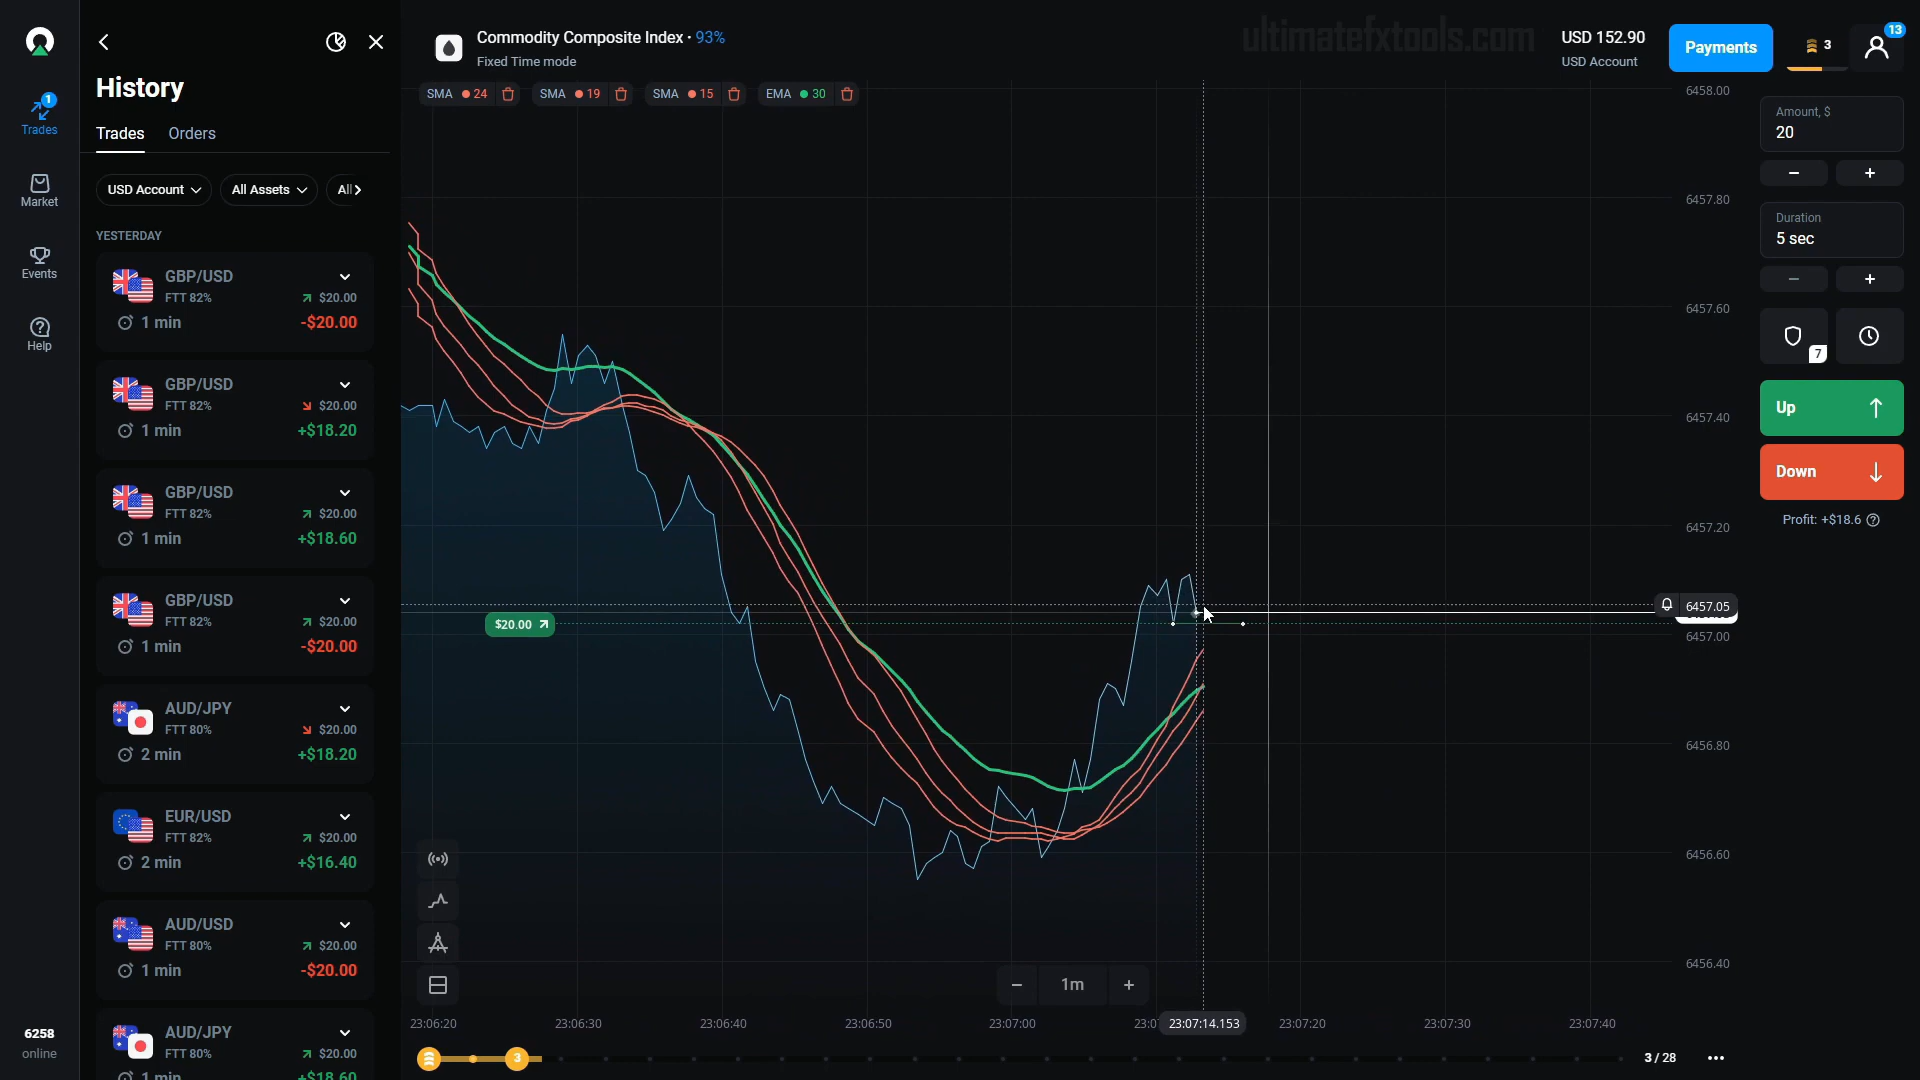 1
Trades
Market
Events
Help
6258
online
History
Trades
Orders
USD Account
All Assets
All
YESTERDAY
GBP/USD
FTT 82%
$20.00
1 min
-$20.00
GBP/USD
FTT 82%
$20.00
1 min
+$18.20
GBP/USD
FTT 82%
$20.00
1 min
+$18.60
GBP/USD
FTT 82%
$20.00
1 min
-$20.00
AUD/JPY
FTT 80%
$20.00
2 min
+$18.20
EUR/USD
FTT 82%
$20.00
2 min
+$16.40
AUD/USD
FTT 80%
$20.00
1 min
-$20.00
AUD/JPY
FTT 80%
$20.00
1 min
+$18.60
Commodity Composite Index · 93%
Fixed Time mode
SMA 24
SMA 19
SMA 15
EMA 30
ultimatefxtools.com
USD 152.90
USD Account
Payments
3
13
6458.00
6457.80
6457.60
6457.40
6457.20
6457.05
6457.00
6456.80
6456.60
6456.40
$20.00
1m
23:06:20
23:06:30
23:06:40
23:06:50
23:07:00
23:07:14.153
23:07:20
23:07:30
23:07:40
3
3 / 28
Amount, $
20
Duration
5 sec
7
Up
Down
Profit: +$18.6